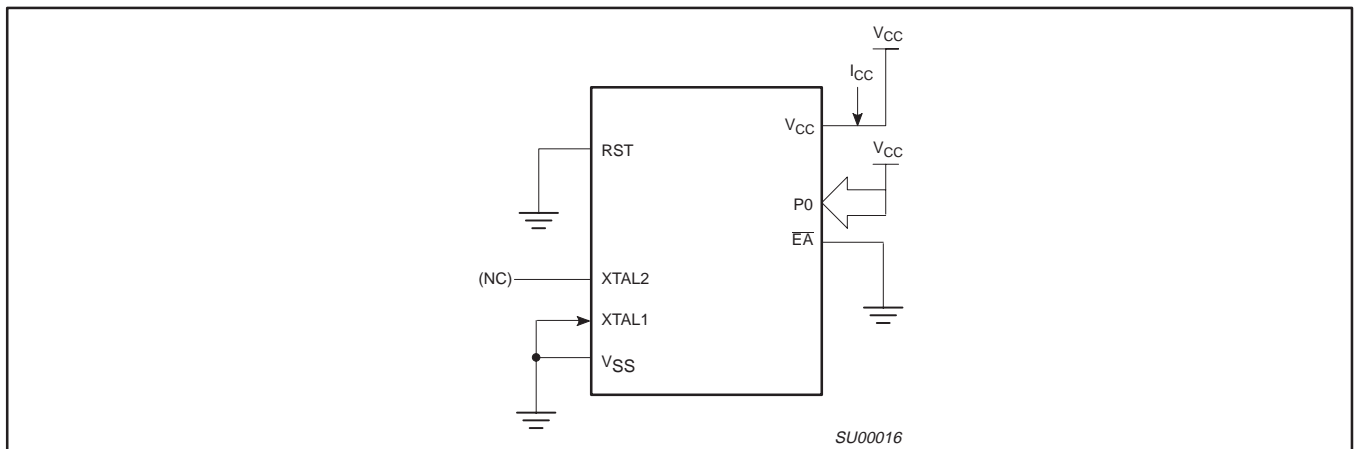 VCC
ICC
VCC
RST
VCC
P0
EA
(NC)
XTAL2
XTAL1
VSS
SU00016